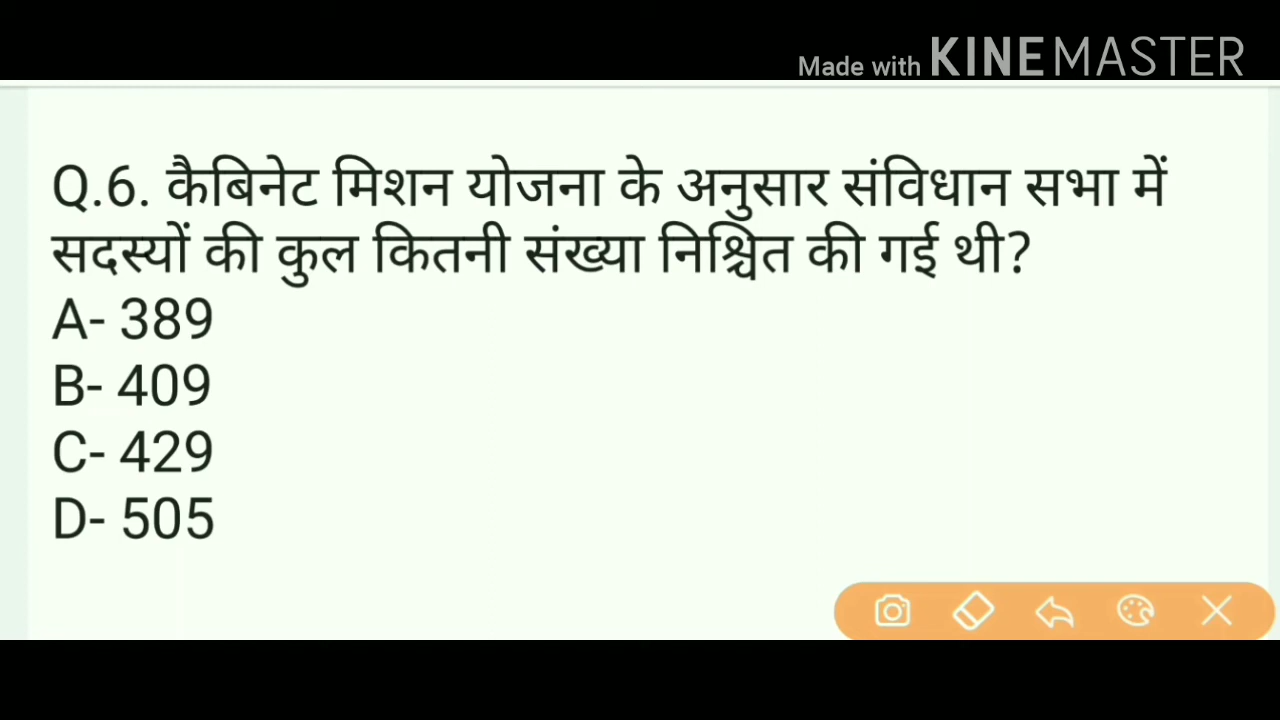 Made with KINEMASTER
Q.6. कैबिनेट मिशन योजना के अनुसार संविधान सभा में
सदस्यों की कुल कितनी संख्या निश्चित की गई थी?
A- 389
B- 409
C- 429
D- 505